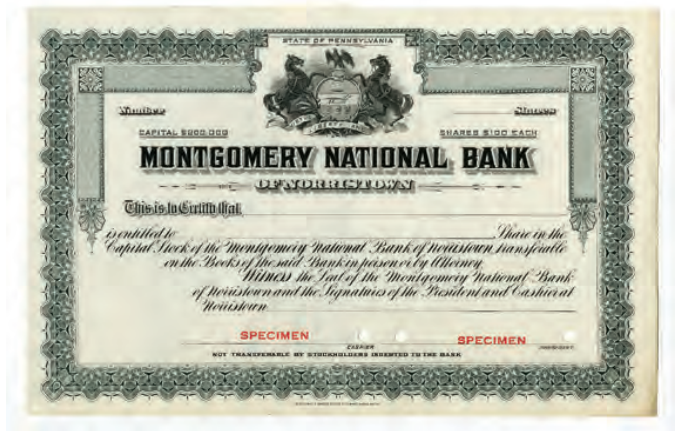 STATE OF PENNSYLVANIA
Number Shares
CAPITAL $200,000 SHARES $100 EACH
MONTGOMERY NATIONAL BANK
OF NORRISTOWN
This is to Certify that
is entitled to Share in the
Capital Stock of the Montgomery National Bank of Norristown transferable
on the Books of the said Bank in person or by Attorney.
Witness the Seal of the Montgomery National Bank
of Norristown and the Signatures of the President and Cashier at
Norristown
SPECIMEN SPECIMEN
CASHIER PRESIDENT
NOT TRANSFERABLE BY STOCKHOLDERS INDEBTED TO THE BANK